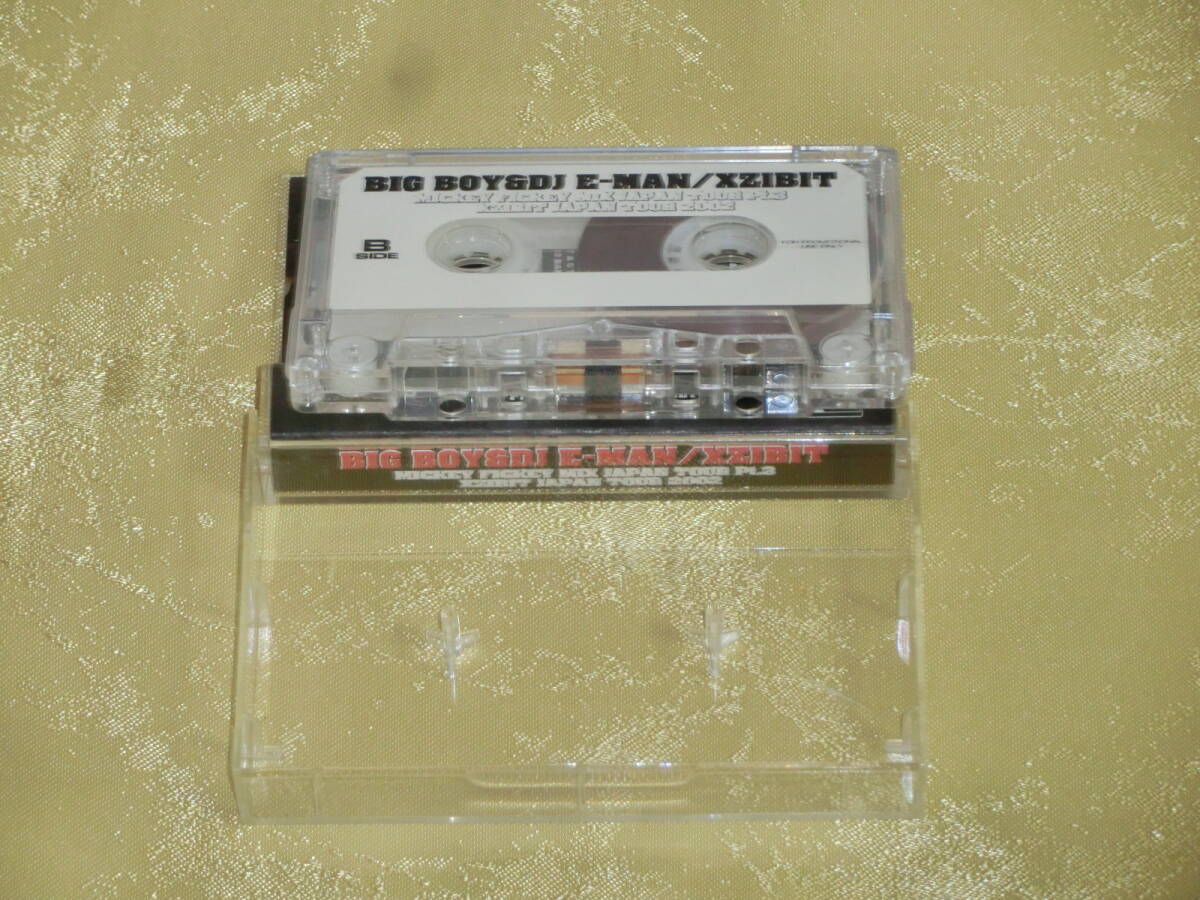 BIG BOY&DJ E-MAN/XZIBIT
MICKEY FICKEY MIX JAPAN TOUR Pt.3
XZIBIT JAPAN TOUR 2002
B
SIDE
FOR PROMOTIONAL
USE ONLY
BIG BOY&DJ E-MAN/XZIBIT
MICKEY FICKEY MIX JAPAN TOUR Pt.3
XZIBIT JAPAN TOUR 2002